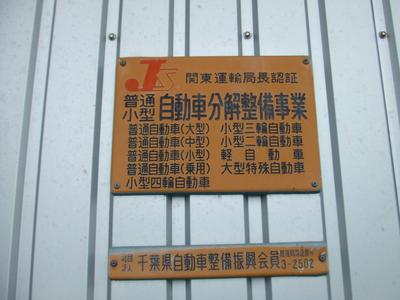 JS 関東運輸局長認証
普通
小型 自動車分解整備事業
普通自動車(大型) 小型三輪自動車
普通自動車(中型) 小型二輪自動車
普通自動車(小型) 軽自動車
普通自動車(乗用) 大型特殊自動車
小型四輪自動車
社団
法人 千葉県自動車整備振興会員
3-2502